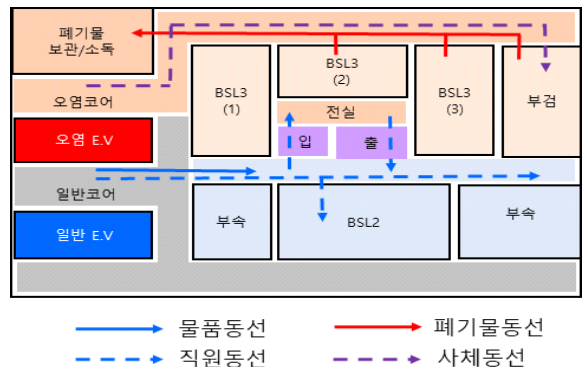 폐기물
보관/소독
오염코어
오염 E.V
일반코어
일반 E.V
BSL3
(1)
BSL3
(2)
전실
입
출
BSL3
(3)
부검
부속
BSL2
부속
물품동선
폐기물동선
직원동선
사체동선